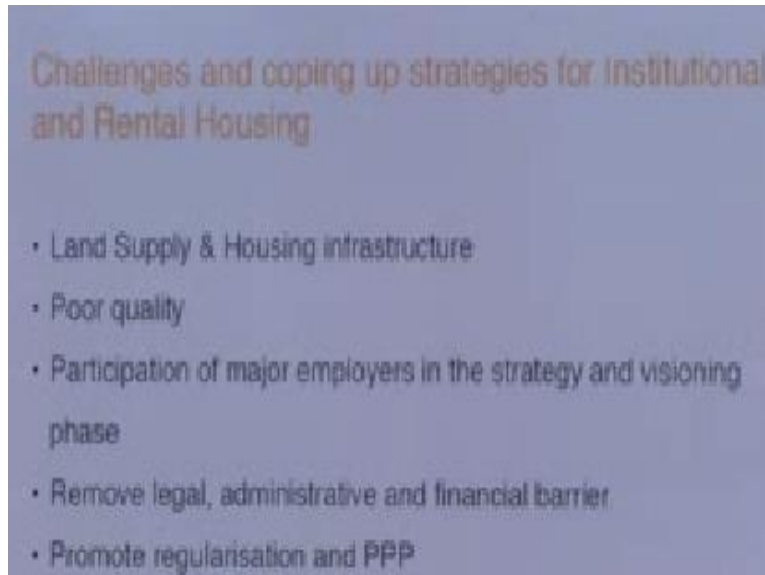 Challenges and coping up strategies for Institutional
and Rental Housing
• Land Supply & Housing infrastructure
• Poor quality
• Participation of major employers in the strategy and visioning
phase
• Remove legal, administrative and financial barrier
• Promote regularisation and PPP